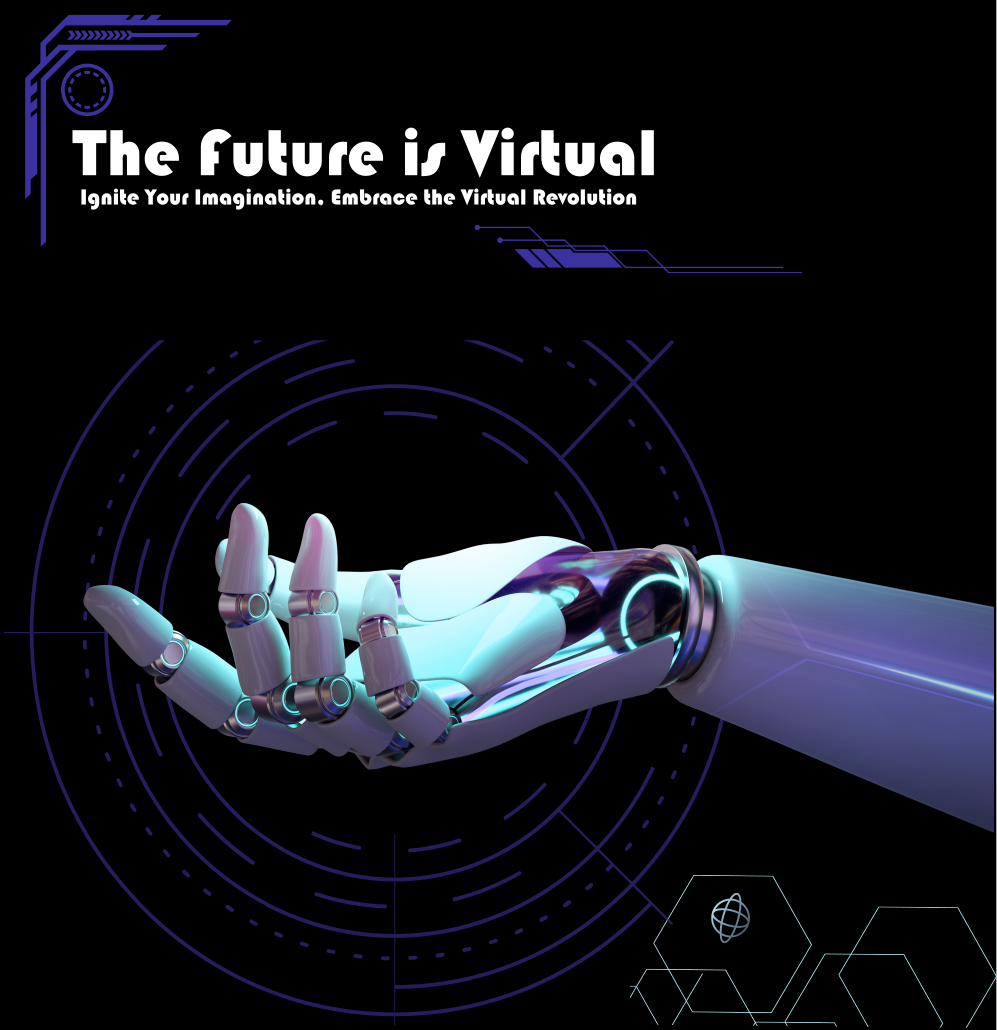 The Future is Virtual
Ignite Your Imagination. Embrace the Virtual Revolution